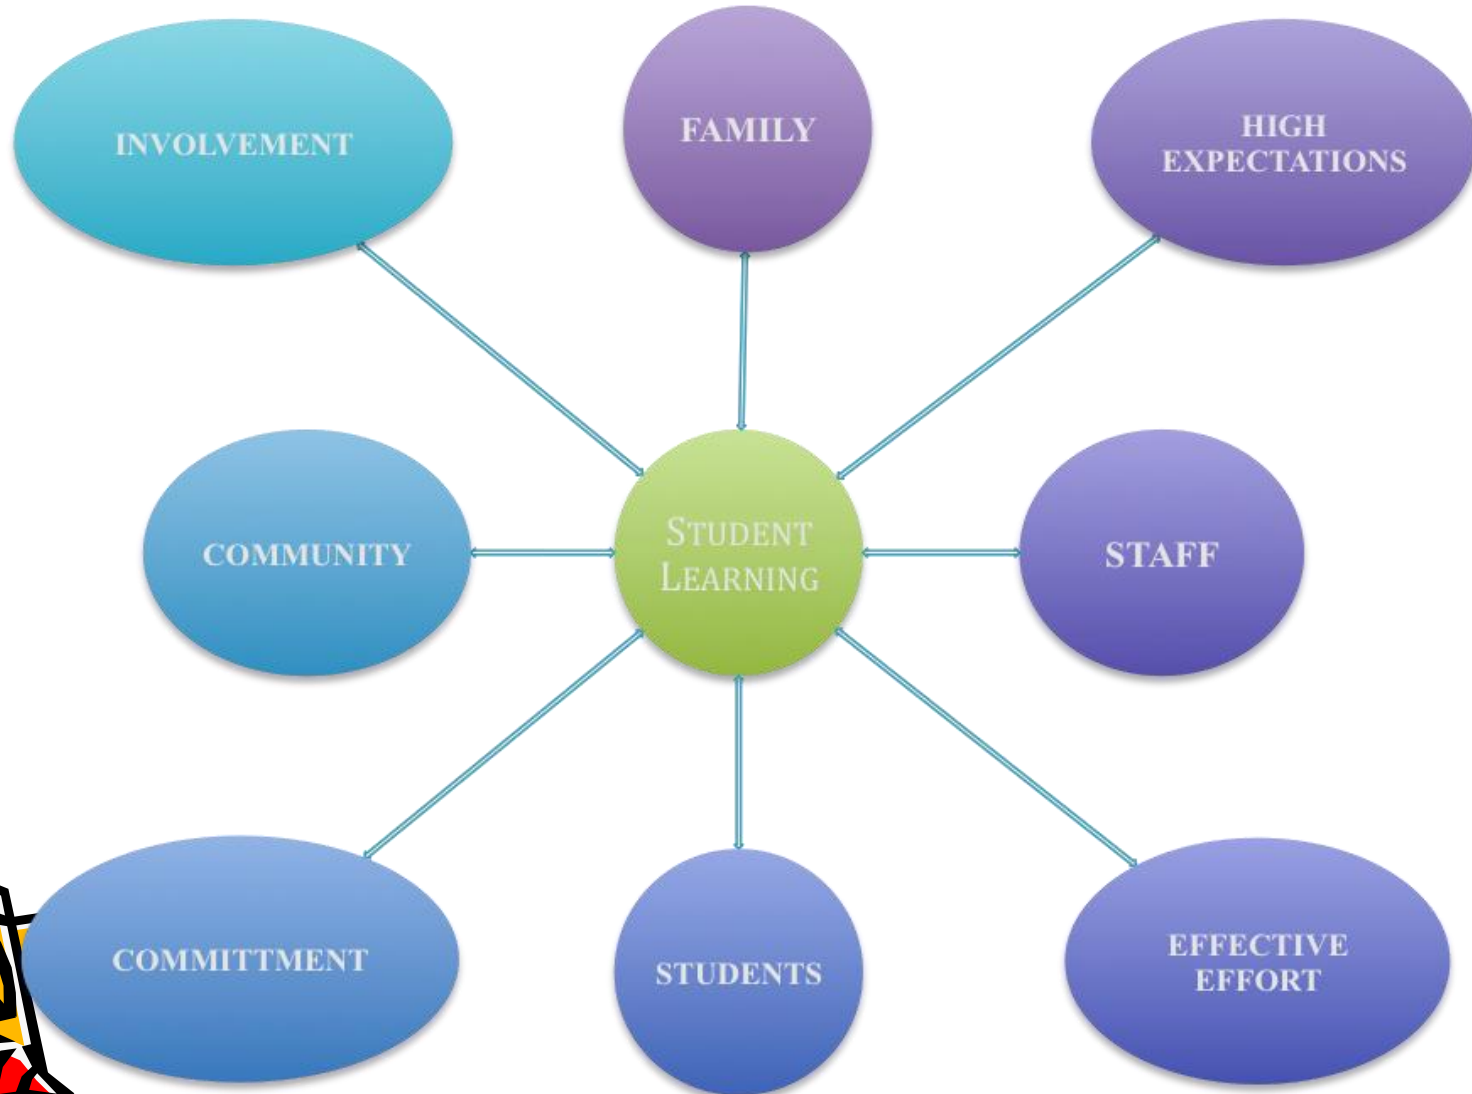 INVOLVEMENT
FAMILY
HIGH
EXPECTATIONS
COMMUNITY
STUDENT
LEARNING
STAFF
COMMITTMENT
STUDENTS
EFFECTIVE
EFFORT